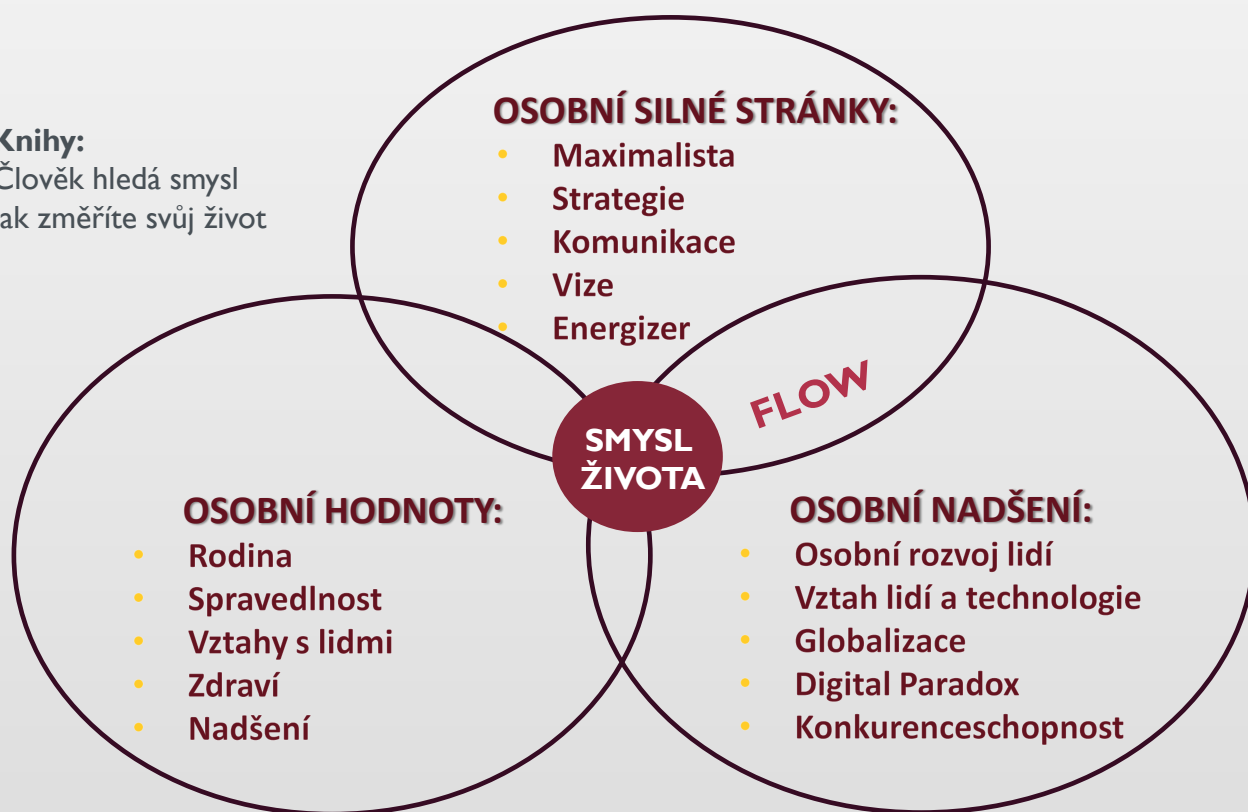 Knihy:
Člověk hledá smysl
Jak změříte svůj život
OSOBNÍ SILNÉ STRÁNKY:
• Maximalista
• Strategie
• Komunikace
• Vize
• Energizer
FLOW
SMYSL
ŽIVOTA
OSOBNÍ HODNOTY:
• Rodina
• Spravedlnost
• Vztahy s lidmi
• Zdraví
• Nadšení
OSOBNÍ NADŠENÍ:
• Osobní rozvoj lidí
• Vztah lidí a technologie
• Globalizace
• Digital Paradox
• Konkurenceschopnost